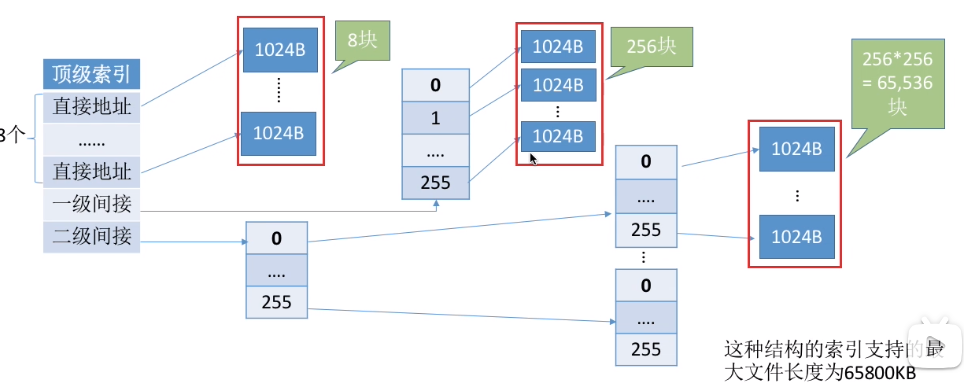 顶级索引
直接地址
......
直接地址
一级间接
二级间接
8个
1024B
1024B
8块
0
1
....
255
1024B
1024B
1024B
256块
0
....
255
0
....
255
0
....
255
1024B
1024B
256*256
= 65,536
块
这种结构的索引支持的最
大文件长度为65800KB